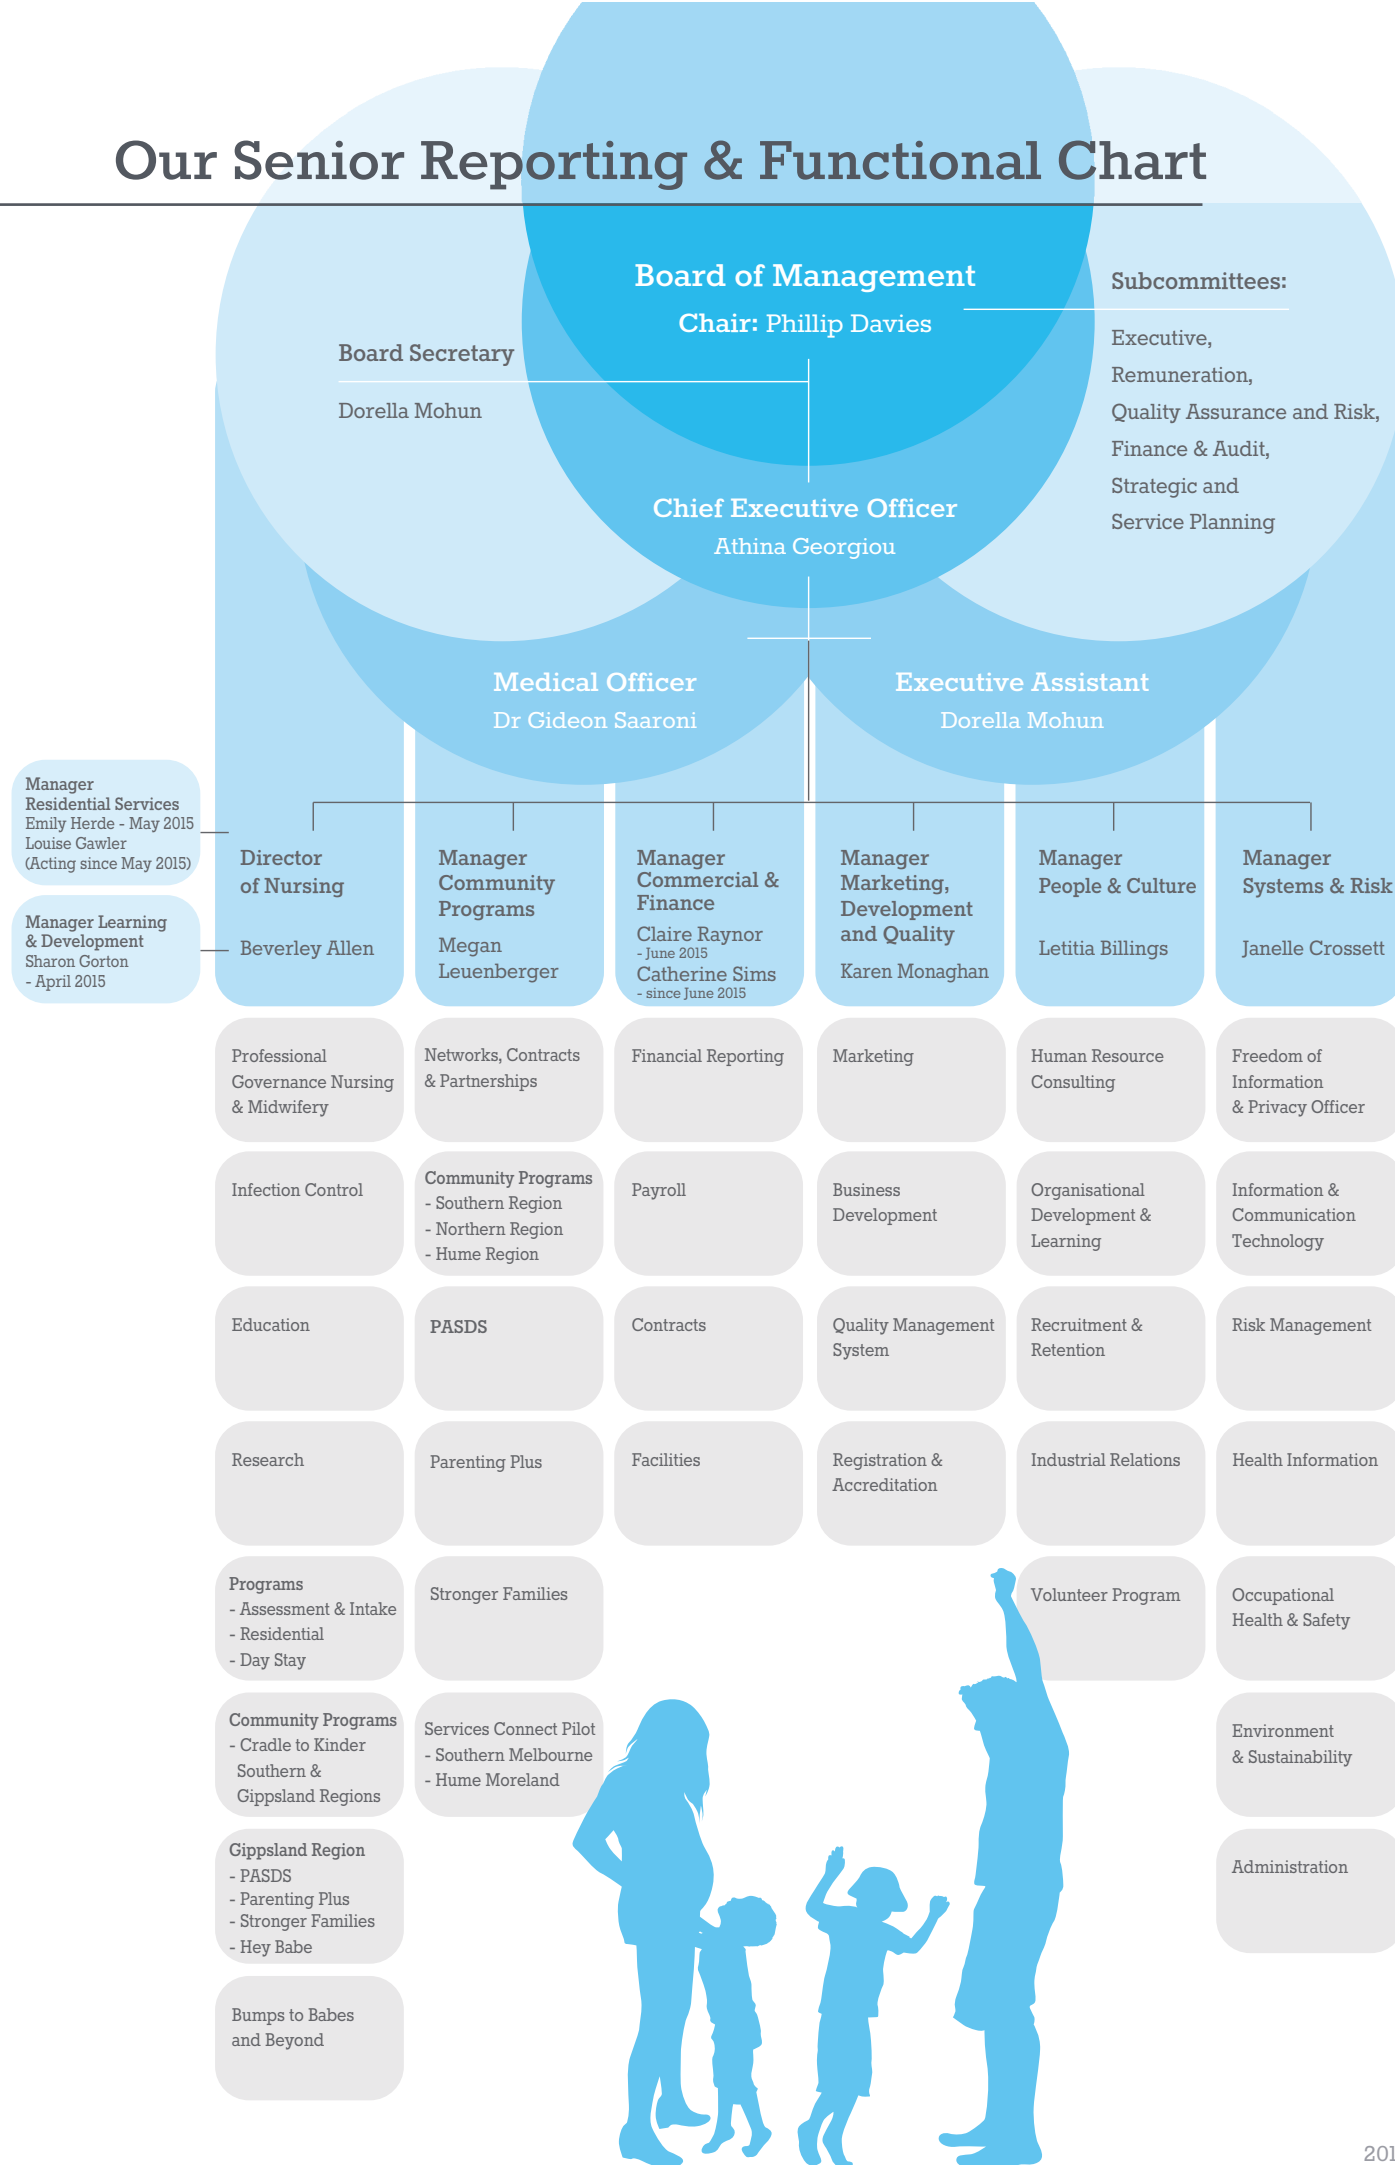 Our Senior Reporting & Functional Chart
Board of Management
Chair: Phillip Davies
Subcommittees:
Executive,
Remuneration,
Quality Assurance and Risk,
Finance & Audit,
Strategic and
Service Planning
Board Secretary
Dorella Mohun
Chief Executive Officer
Athina Georgiou
Medical Officer
Dr Gideon Saaroni
Executive Assistant
Dorella Mohun
Manager
Residential Services
Emily Herde - May 2015
Louise Gawler
(Acting since May 2015)
Manager Learning
& Development
Sharon Gorton
- April 2015
Director
of Nursing
Beverley Allen
Manager
Community
Programs
Megan
Leuenberger
Manager
Commercial &
Finance
Claire Raynor
- June 2015
Catherine Sims
- since June 2015
Manager
Marketing,
Development
and Quality
Karen Monaghan
Manager
People & Culture
Letitia Billings
Manager
Systems & Risk
Janelle Crossett
Professional
Governance Nursing
& Midwifery
Networks, Contracts
& Partnerships
Financial Reporting
Marketing
Human Resource
Consulting
Freedom of
Information
& Privacy Officer
Infection Control
Community Programs
- Southern Region
- Northern Region
- Hume Region
Payroll
Business
Development
Organisational
Development &
Learning
Information &
Communication
Technology
Education
PASDS
Contracts
Quality Management
System
Recruitment &
Retention
Risk Management
Research
Parenting Plus
Facilities
Registration &
Accreditation
Industrial Relations
Health Information
Programs
- Assessment & Intake
- Residential
- Day Stay
Stronger Families
Volunteer Program
Occupational
Health & Safety
Community Programs
- Cradle to Kinder
Southern &
Gippsland Regions
Services Connect Pilot
- Southern Melbourne
- Hume Moreland
Environment
& Sustainability
Gippsland Region
- PASDS
- Parenting Plus
- Stronger Families
- Hey Babe
Administration
Bumps to Babes
and Beyond
201